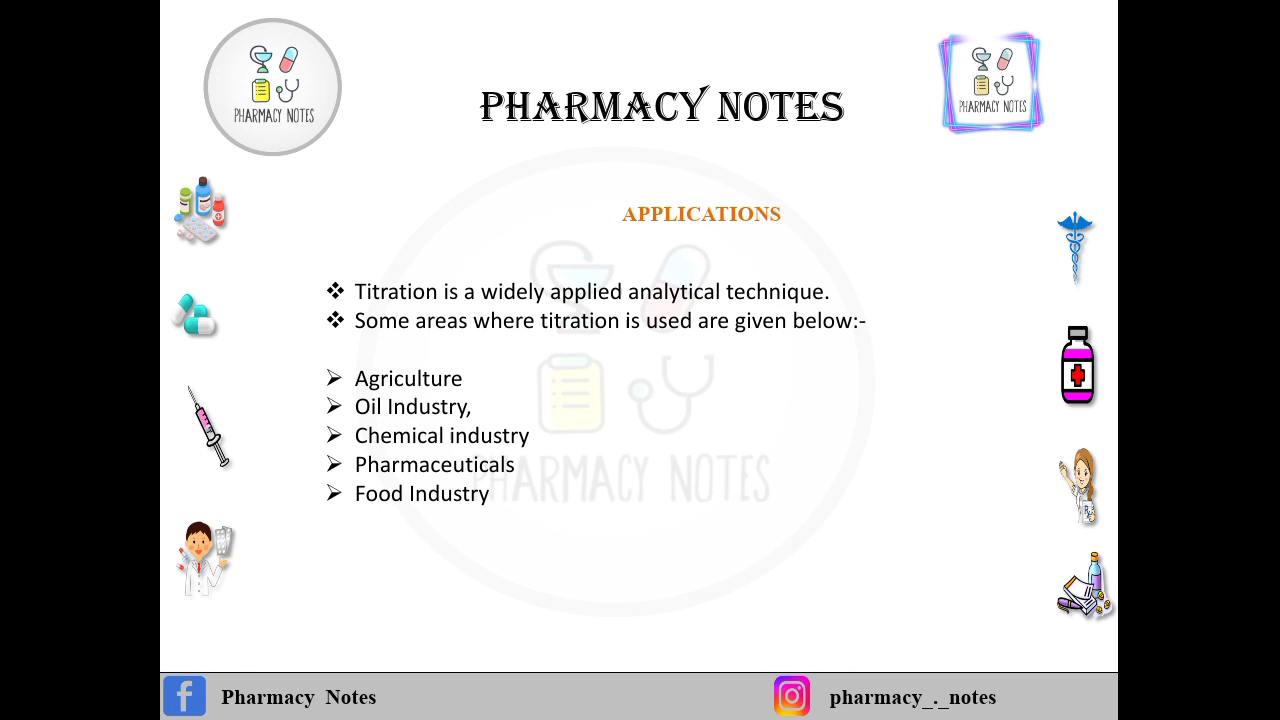 PHARMACY NOTES
PHARMACY NOTES
PHARMACY NOTES
APPLICATIONS
❖ Titration is a widely applied analytical technique.
❖ Some areas where titration is used are given below:-
➢ Agriculture
➢ Oil Industry,
➢ Chemical industry
➢ Pharmaceuticals
➢ Food Industry
PHARMACY NOTES
Pharmacy Notes
pharmacy_._notes